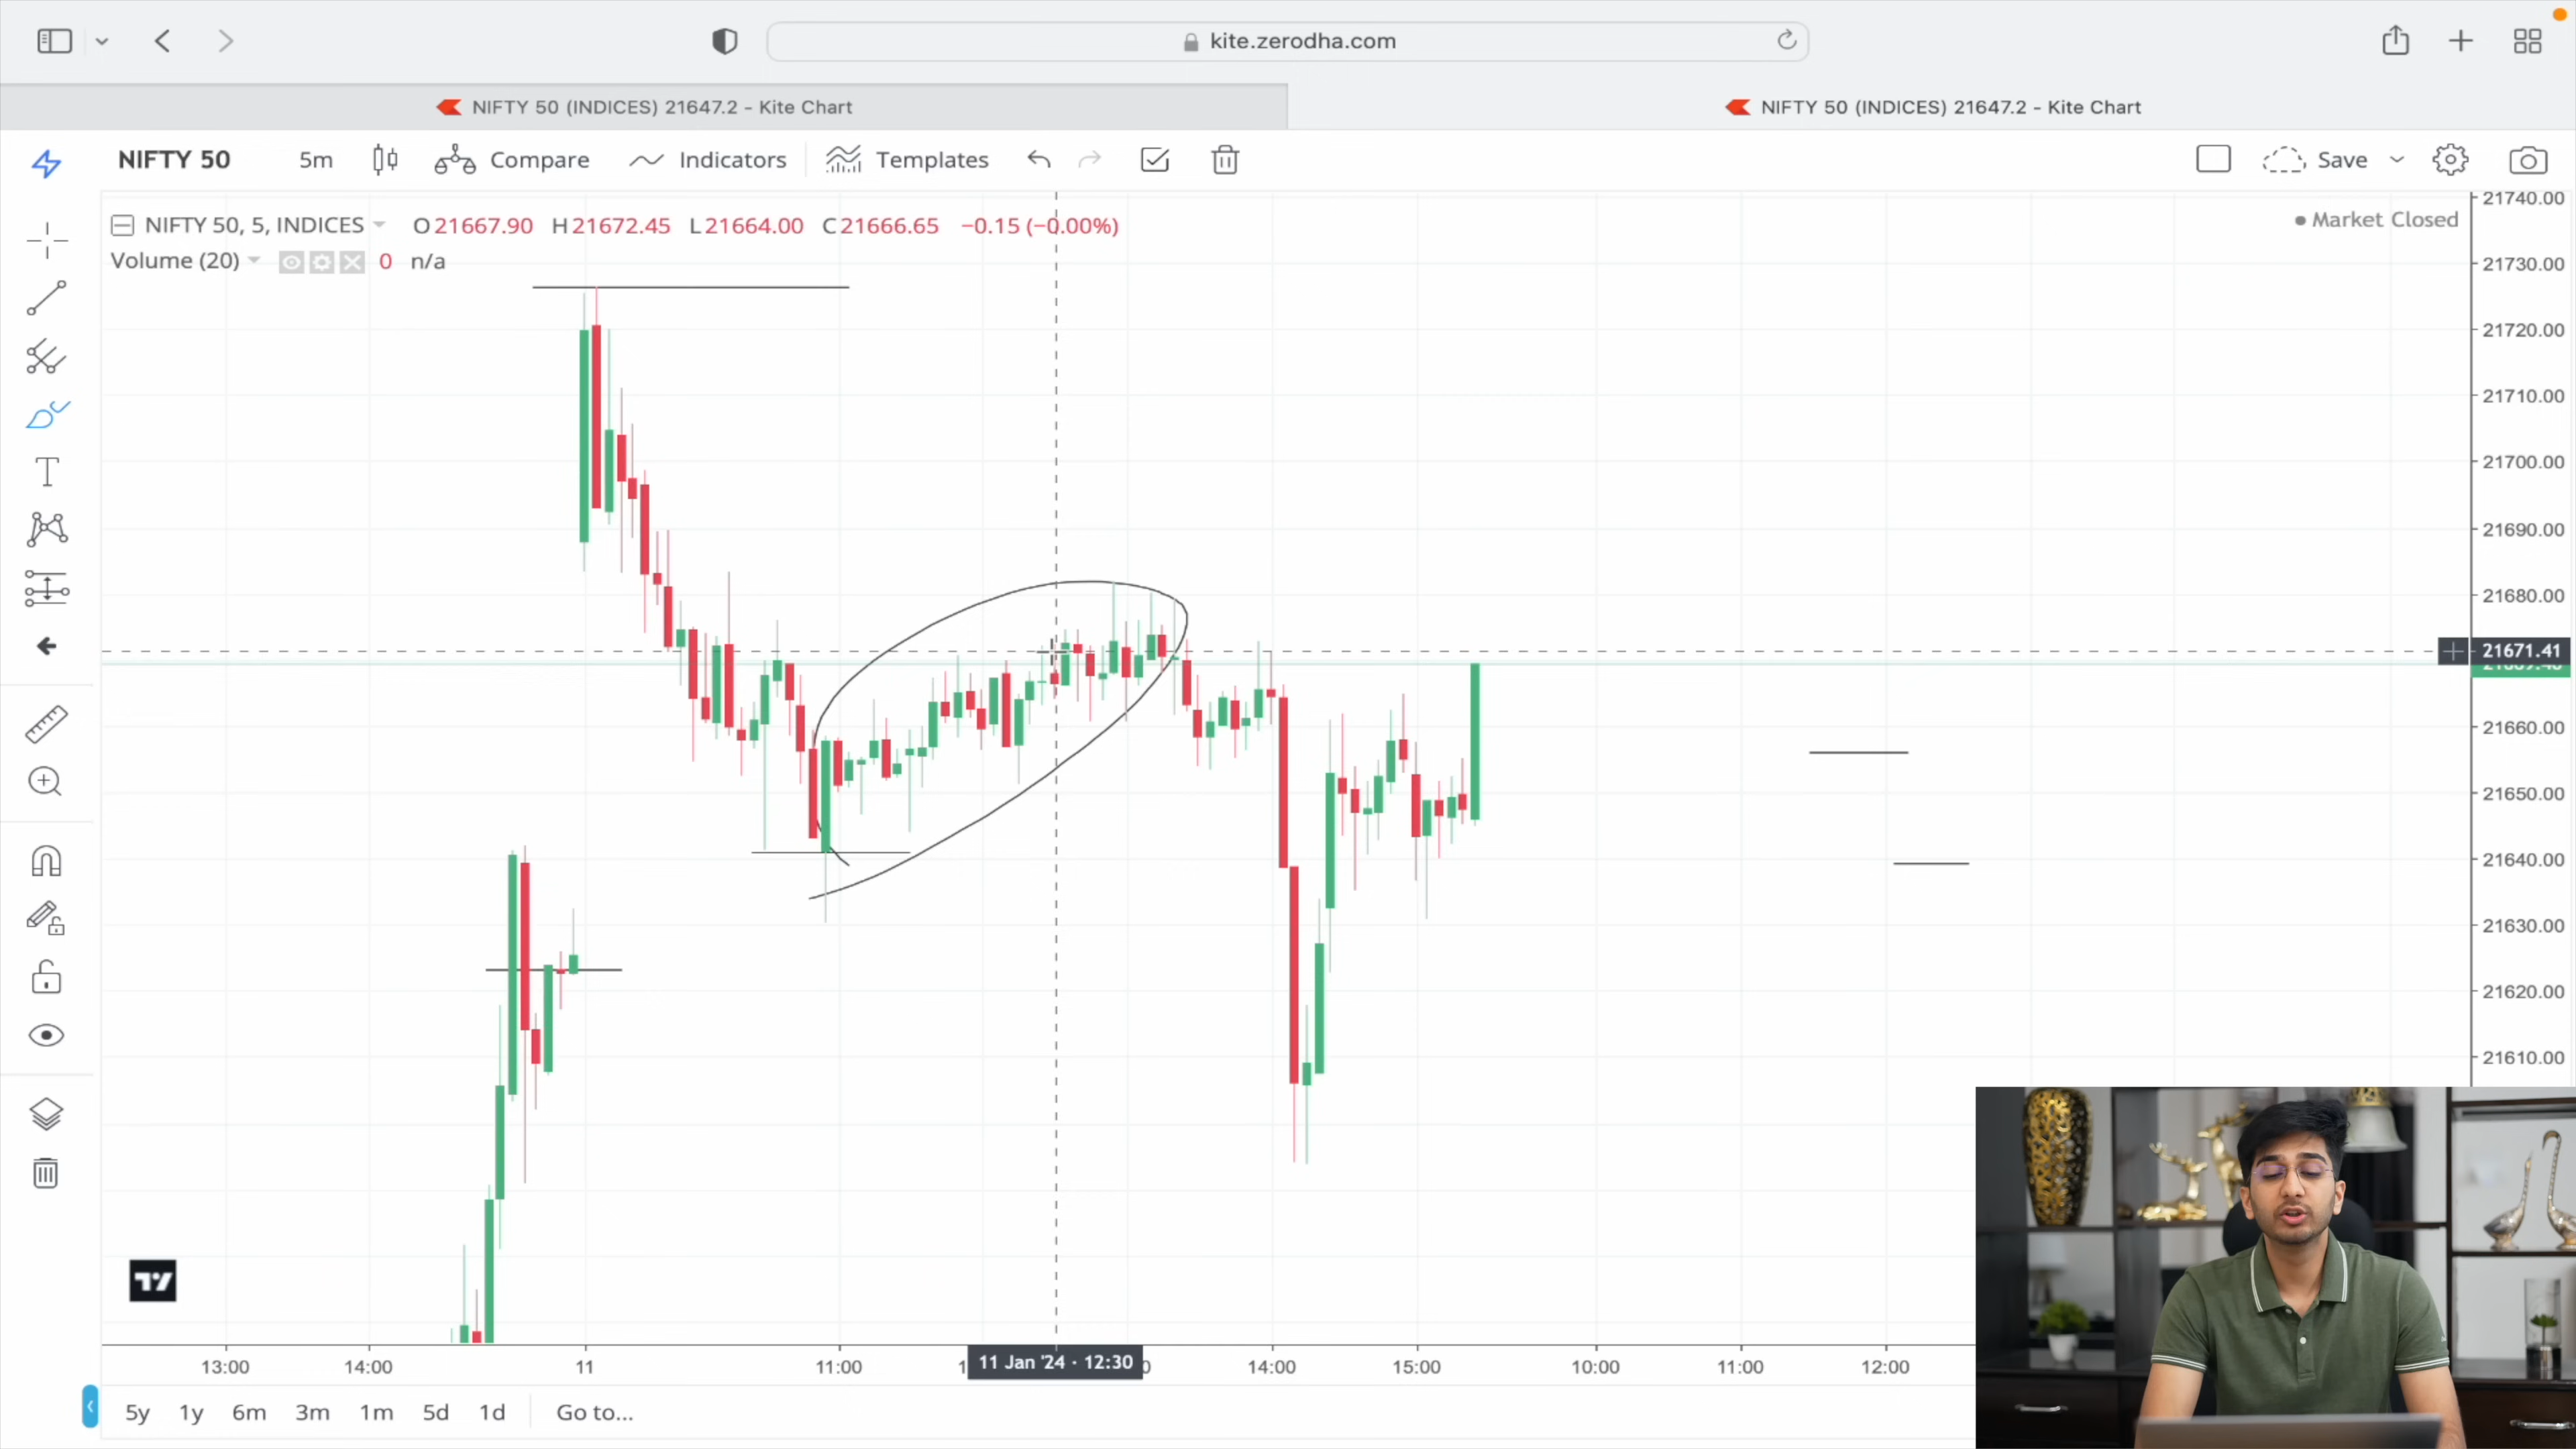 kite.zerodha.com
NIFTY 50 (INDICES) 21647.2 - Kite Chart
NIFTY 50 (INDICES) 21647.2 - Kite Chart
NIFTY 50 5m Compare Indicators Templates Save
NIFTY 50, 5, INDICES O21667.90 H21672.45 L21664.00 C21666.65 −0.15 (−0.00%)
Market Closed
Volume (20) 0 n/a
21740.00
21730.00
21720.00
21710.00
21700.00
21690.00
21680.00
21671.41
21660.00
21650.00
21640.00
21630.00
21620.00
21610.00
13:00 14:00 11 11:00 11 Jan '24 · 12:30 14:00 15:00 10:00 11:00 12:00
5y 1y 6m 3m 1m 5d 1d Go to...